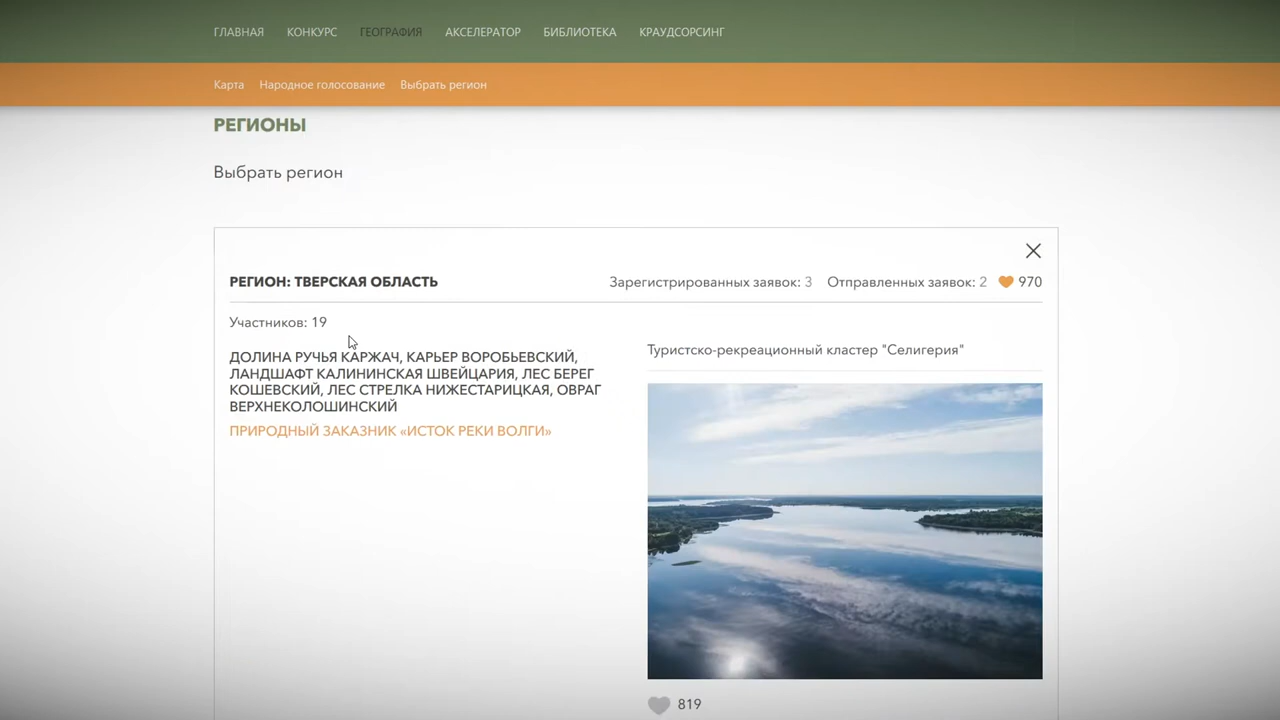 ГЛАВНАЯ КОНКУРС ГЕОГРАФИЯ АКСЕЛЕРАТОР БИБЛИОТЕКА КРАУДСОРСИНГ
Карта Народное голосование Выбрать регион
РЕГИОНЫ
Выбрать регион
РЕГИОН: ТВЕРСКАЯ ОБЛАСТЬ Зарегистрированных заявок: 3 Отправленных заявок: 2 970
Участников: 19
ДОЛИНА РУЧЬЯ КАРЖАЧ, КАРЬЕР ВОРОБЬЕВСКИЙ,
ЛАНДШАФТ КАЛИНИНСКАЯ ШВЕЙЦАРИЯ, ЛЕС БЕРЕГ
КОШЕВСКИЙ, ЛЕС СТРЕЛКА НИЖЕСТАРИЦКАЯ, ОВРАГ
ВЕРХНЕКОЛОШИНСКИЙ
ПРИРОДНЫЙ ЗАКАЗНИК «ИСТОК РЕКИ ВОЛГИ»
Туристско-рекреационный кластер "Селигерия"
819